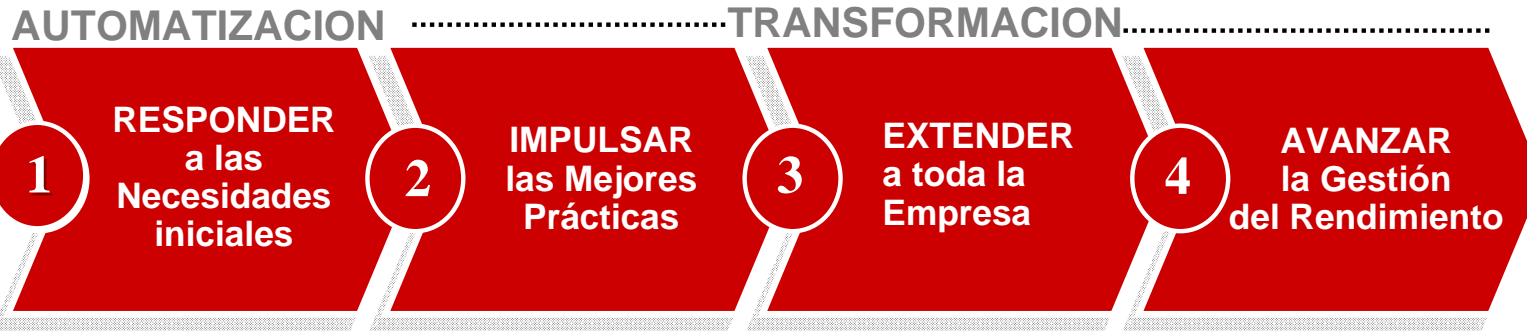 AUTOMATIZACION
TRANSFORMACION
1
RESPONDER
a las
Necesidades
iniciales
2
IMPULSAR
las Mejores
Prácticas
3
EXTENDER
a toda la
Empresa
4
AVANZAR
la Gestión
del Rendimiento